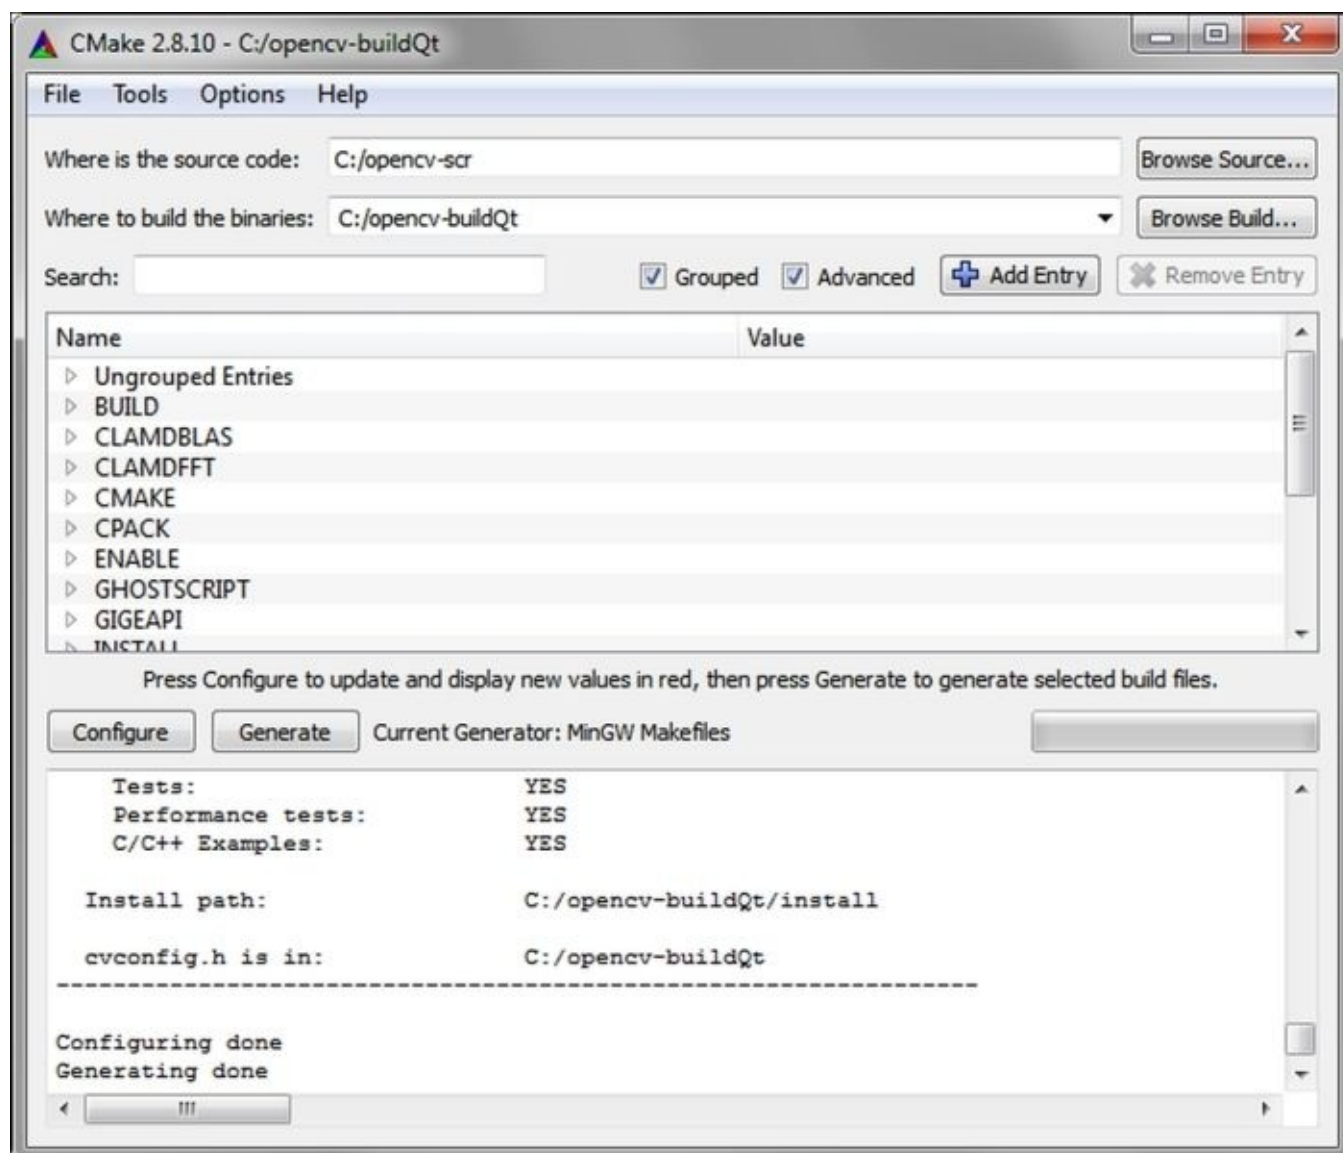 CMake 2.8.10 - C:/opencv-buildQt
File Tools Options Help
Where is the source code: C:/opencv-scr Browse Source...
Where to build the binaries: C:/opencv-buildQt Browse Build...
Search: Grouped Advanced Add Entry Remove Entry
Name Value
Ungrouped Entries
BUILD
CLAMDBLAS
CLAMDFFT
CMAKE
CPACK
ENABLE
GHOSTSCRIPT
GIGEAPI
INSTALL
Press Configure to update and display new values in red, then press Generate to generate selected build files.
Configure Generate Current Generator: MinGW Makefiles
Tests: YES
Performance tests: YES
C/C++ Examples: YES
Install path: C:/opencv-buildQt/install
cvconfig.h is in: C:/opencv-buildQt
-----------------------------------------------------------------
Configuring done
Generating done